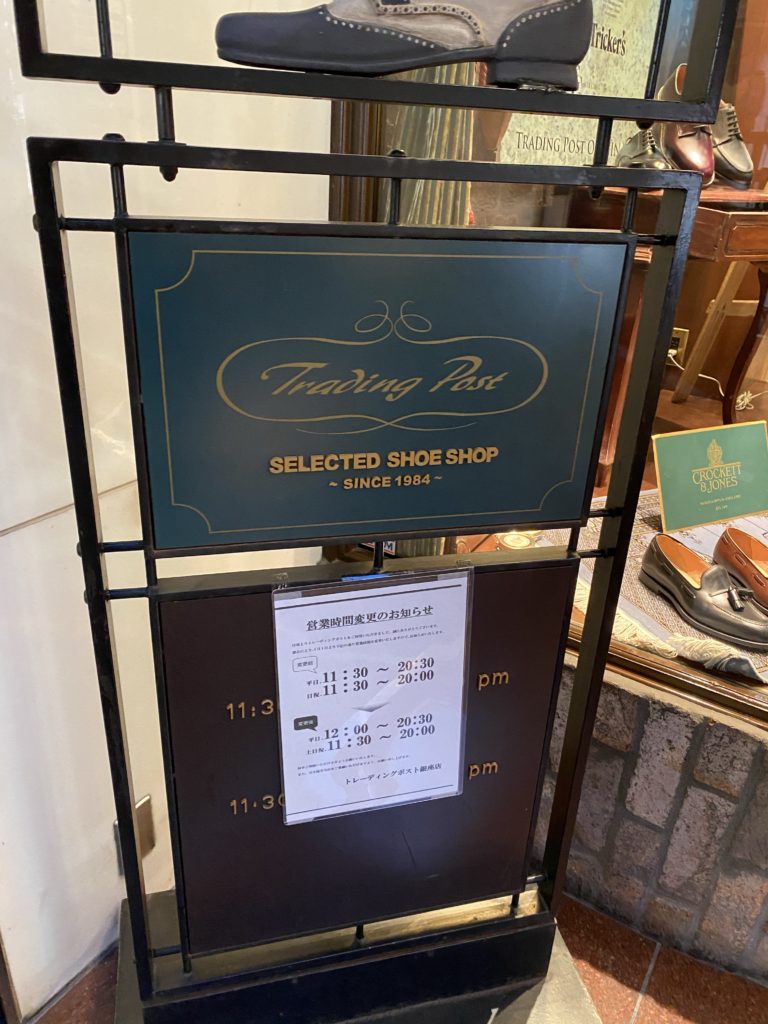 Tricker's
TRADING POST O
Trading Post
SELECTED SHOE SHOP
~ SINCE 1984 ~
CROCKETT
& JONES
営業時間変更のお知らせ
変更前
平日 11:30 ～ 20:30
日祝 11:30 ～ 20:00
変更後
平日 12:00 ～ 20:30
土日祝 11:30 ～ 20:00
トレーディングポスト銀座店
11:3
pm
11:30
pm